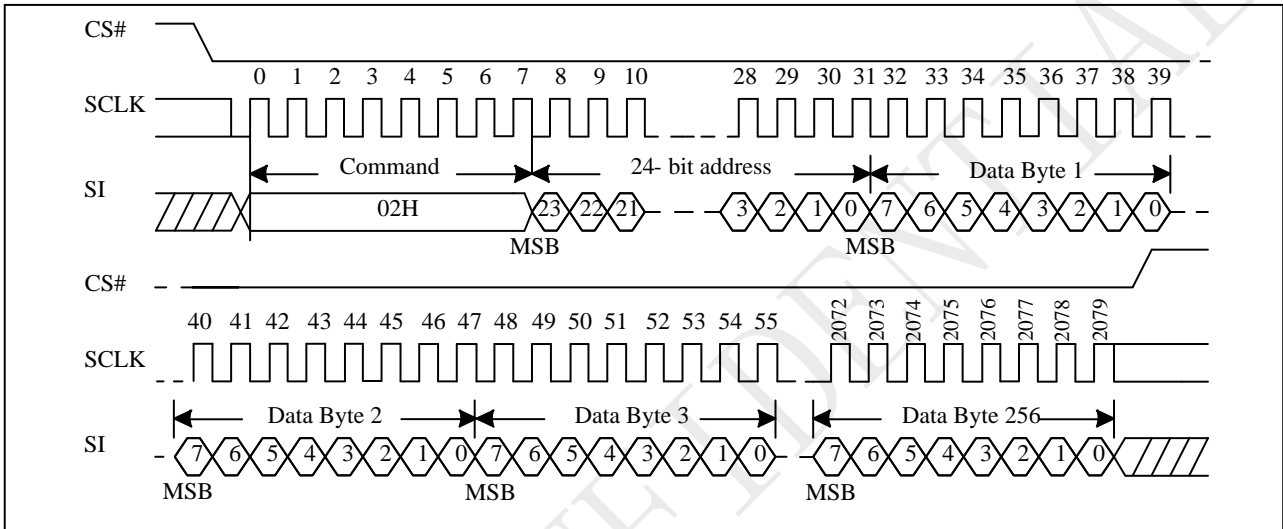 CS#
0 1 2 3 4 5 6 7 8 9 10 28 29 30 31 32 33 34 35 36 37 38 39
SCLK
Command 24- bit address Data Byte 1
SI
02H 23 22 21 3 2 1 0 7 6 5 4 3 2 1 0
MSB MSB
CS#
40 41 42 43 44 45 46 47 48 49 50 51 52 53 54 55 2072 2073 2074 2075 2076 2077 2078 2079
SCLK
Data Byte 2 Data Byte 3 Data Byte 256
SI
7 6 5 4 3 2 1 0 7 6 5 4 3 2 1 0 7 6 5 4 3 2 1 0
MSB MSB MSB